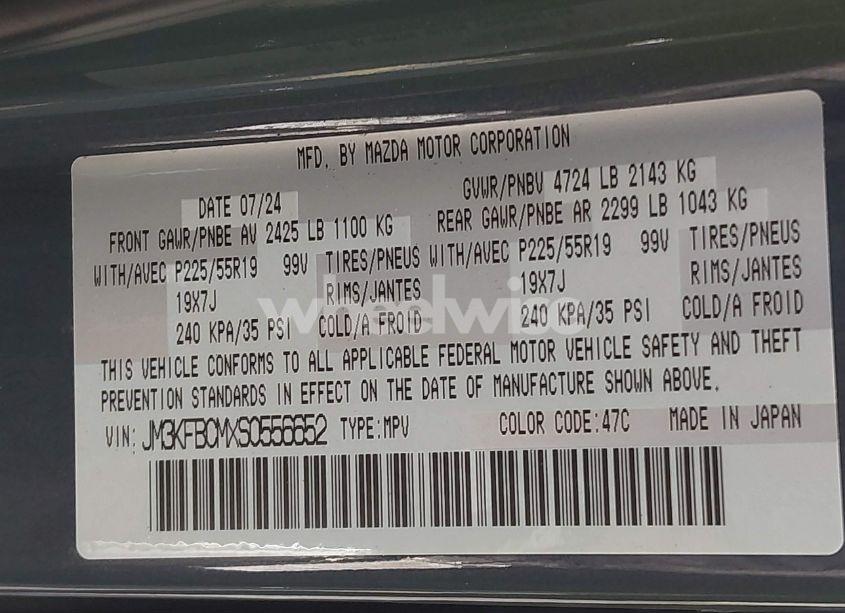 MFD. BY MAZDA MOTOR CORPORATION
DATE 07/24 GVWR/PNBV 4724 LB 2143 KG
FRONT GAWR/PNBE AV 2425 LB 1100 KG REAR GAWR/PNBE AR 2299 LB 1043 KG
WITH/AVEC P225/55R19 99V TIRES/PNEUS WITH/AVEC P225/55R19 99V TIRES/PNEUS
19X7J RIMS/JANTES 19X7J RIMS/JANTES
240 KPA/35 PSI COLD/A FROID 240 KPA/35 PSI COLD/A FROID
THIS VEHICLE CONFORMS TO ALL APPLICABLE FEDERAL MOTOR VEHICLE SAFETY AND THEFT
PREVENTION STANDARDS IN EFFECT ON THE DATE OF MANUFACTURE SHOWN ABOVE.
VIN: JM3KFBCMXS0556652 TYPE:MPV COLOR CODE:47C MADE IN JAPAN